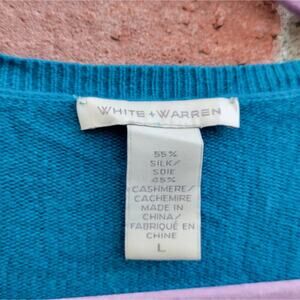 WHITE + WARREN
55%
SILK/
SOIE
45%
CASHMERE/
CACHEMIRE
MADE IN
CHINA/
FABRIQUÉ EN
CHINE
L